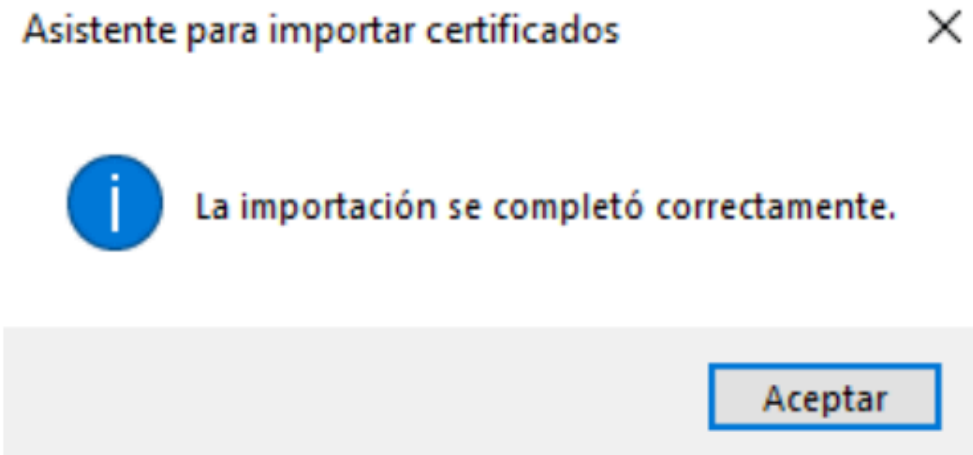 Asistente para importar certificados
La importación se completó correctamente.
Aceptar